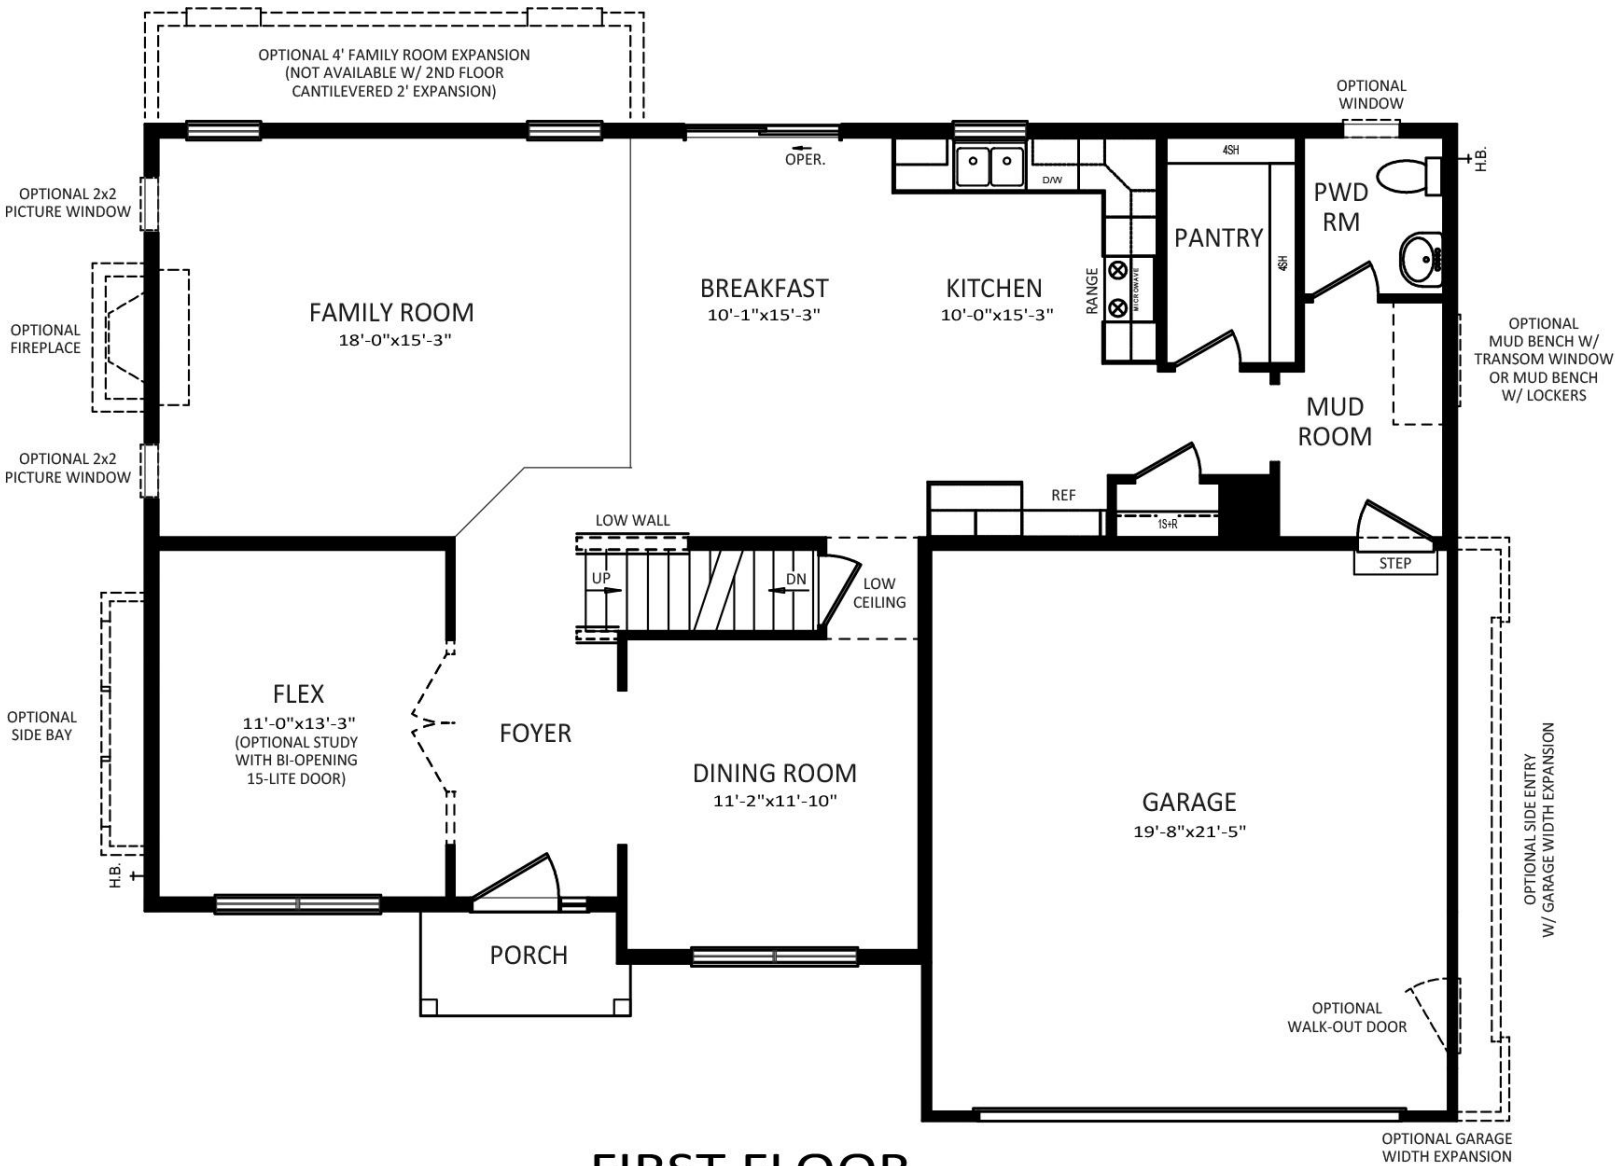 OPTIONAL 4' FAMILY ROOM EXPANSION
(NOT AVAILABLE W/ 2ND FLOOR
CANTILEVERED 2' EXPANSION)
OPTIONAL
WINDOW
OPER.
4SH
H.B.
D/W
OPTIONAL 2x2
PICTURE WINDOW
PWD
RM
PANTRY
4SH
FAMILY ROOM
18'-0"x15'-3"
BREAKFAST
10'-1"x15'-3"
KITCHEN
10'-0"x15'-3"
RANGE
MICROWAVE
OPTIONAL
FIREPLACE
OPTIONAL
MUD BENCH W/
TRANSOM WINDOW
OR MUD BENCH
W/ LOCKERS
MUD
ROOM
OPTIONAL 2x2
PICTURE WINDOW
REF
1S+R
LOW WALL
STEP
UP
DN
LOW
CEILING
FLEX
11'-0"x13'-3"
(OPTIONAL STUDY
WITH BI-OPENING
15-LITE DOOR)
OPTIONAL
SIDE BAY
FOYER
DINING ROOM
11'-2"x11'-10"
GARAGE
19'-8"x21'-5"
OPTIONAL SIDE ENTRY
W/ GARAGE WIDTH EXPANSION
H.B.
PORCH
OPTIONAL
WALK-OUT DOOR
OPTIONAL GARAGE
WIDTH EXPANSION
FIRST FLOOR